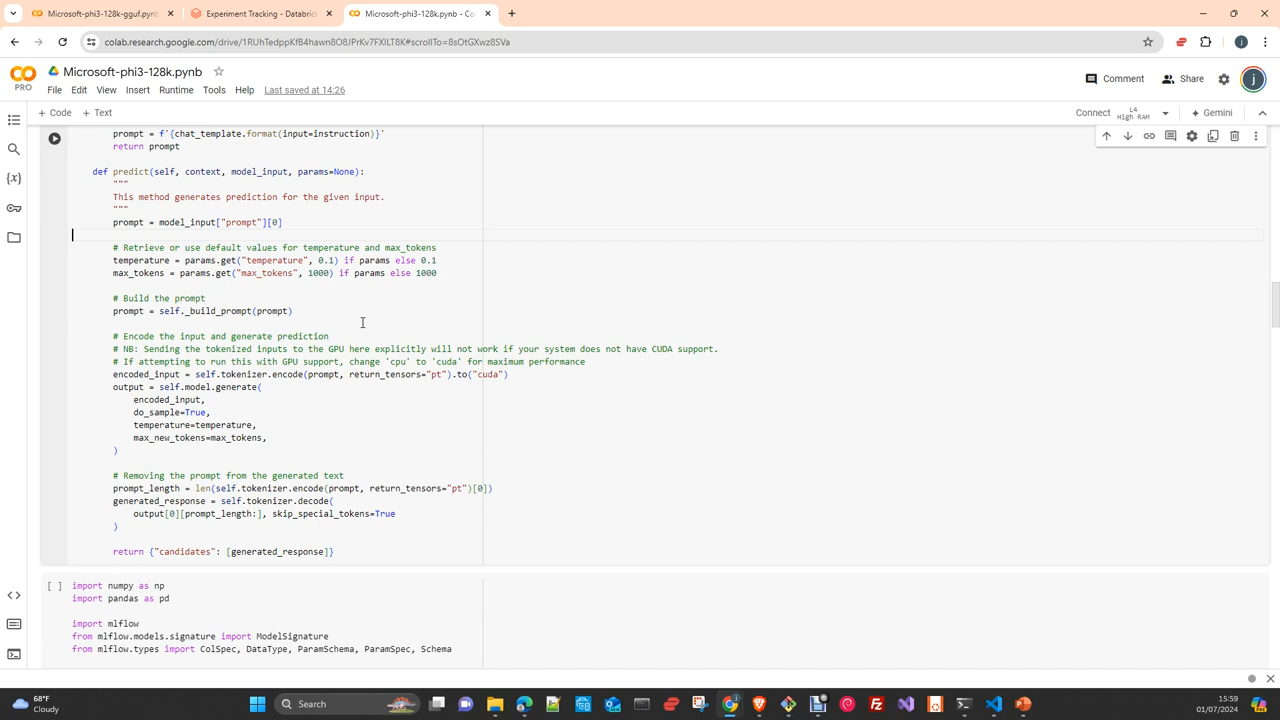 Microsoft-phi3-128k-gguf.pynb
Experiment Tracking - Databric
Microsoft-phi3-128k.pynb - Co
colab.research.google.com/drive/1RUhTedppKfB4hawn8O8JPrKv7FXILT8K#scrollTo=8sOtGXwz8SVa
Microsoft-phi3-128k.pynb
PRO
File Edit View Insert Runtime Tools Help Last saved at 14:26
Comment Share
+ Code + Text
Connect L4 High RAM Gemini
prompt = f'{chat_template.format(input=instruction)}'
return prompt
def predict(self, context, model_input, params=None):
"""
This method generates prediction for the given input.
"""
prompt = model_input["prompt"][0]
# Retrieve or use default values for temperature and max_tokens
temperature = params.get("temperature", 0.1) if params else 0.1
max_tokens = params.get("max_tokens", 1000) if params else 1000
# Build the prompt
prompt = self._build_prompt(prompt)
# Encode the input and generate prediction
# NB: Sending the tokenized inputs to the GPU here explicitly will not work if your system does not have CUDA support.
# If attempting to run this with GPU support, change 'cpu' to 'cuda' for maximum performance
encoded_input = self.tokenizer.encode(prompt, return_tensors="pt").to("cuda")
output = self.model.generate(
encoded_input,
do_sample=True,
temperature=temperature,
max_new_tokens=max_tokens,
)
# Removing the prompt from the generated text
prompt_length = len(self.tokenizer.encode(prompt, return_tensors="pt")[0])
generated_response = self.tokenizer.decode(
output[0][prompt_length:], skip_special_tokens=True
)
return {"candidates": [generated_response]}
[ ] import numpy as np
import pandas as pd
import mlflow
from mlflow.models.signature import ModelSignature
from mlflow.types import ColSpec, DataType, ParamSchema, ParamSpec, Schema
68°F
Cloudy
Search
15:59
01/07/2024